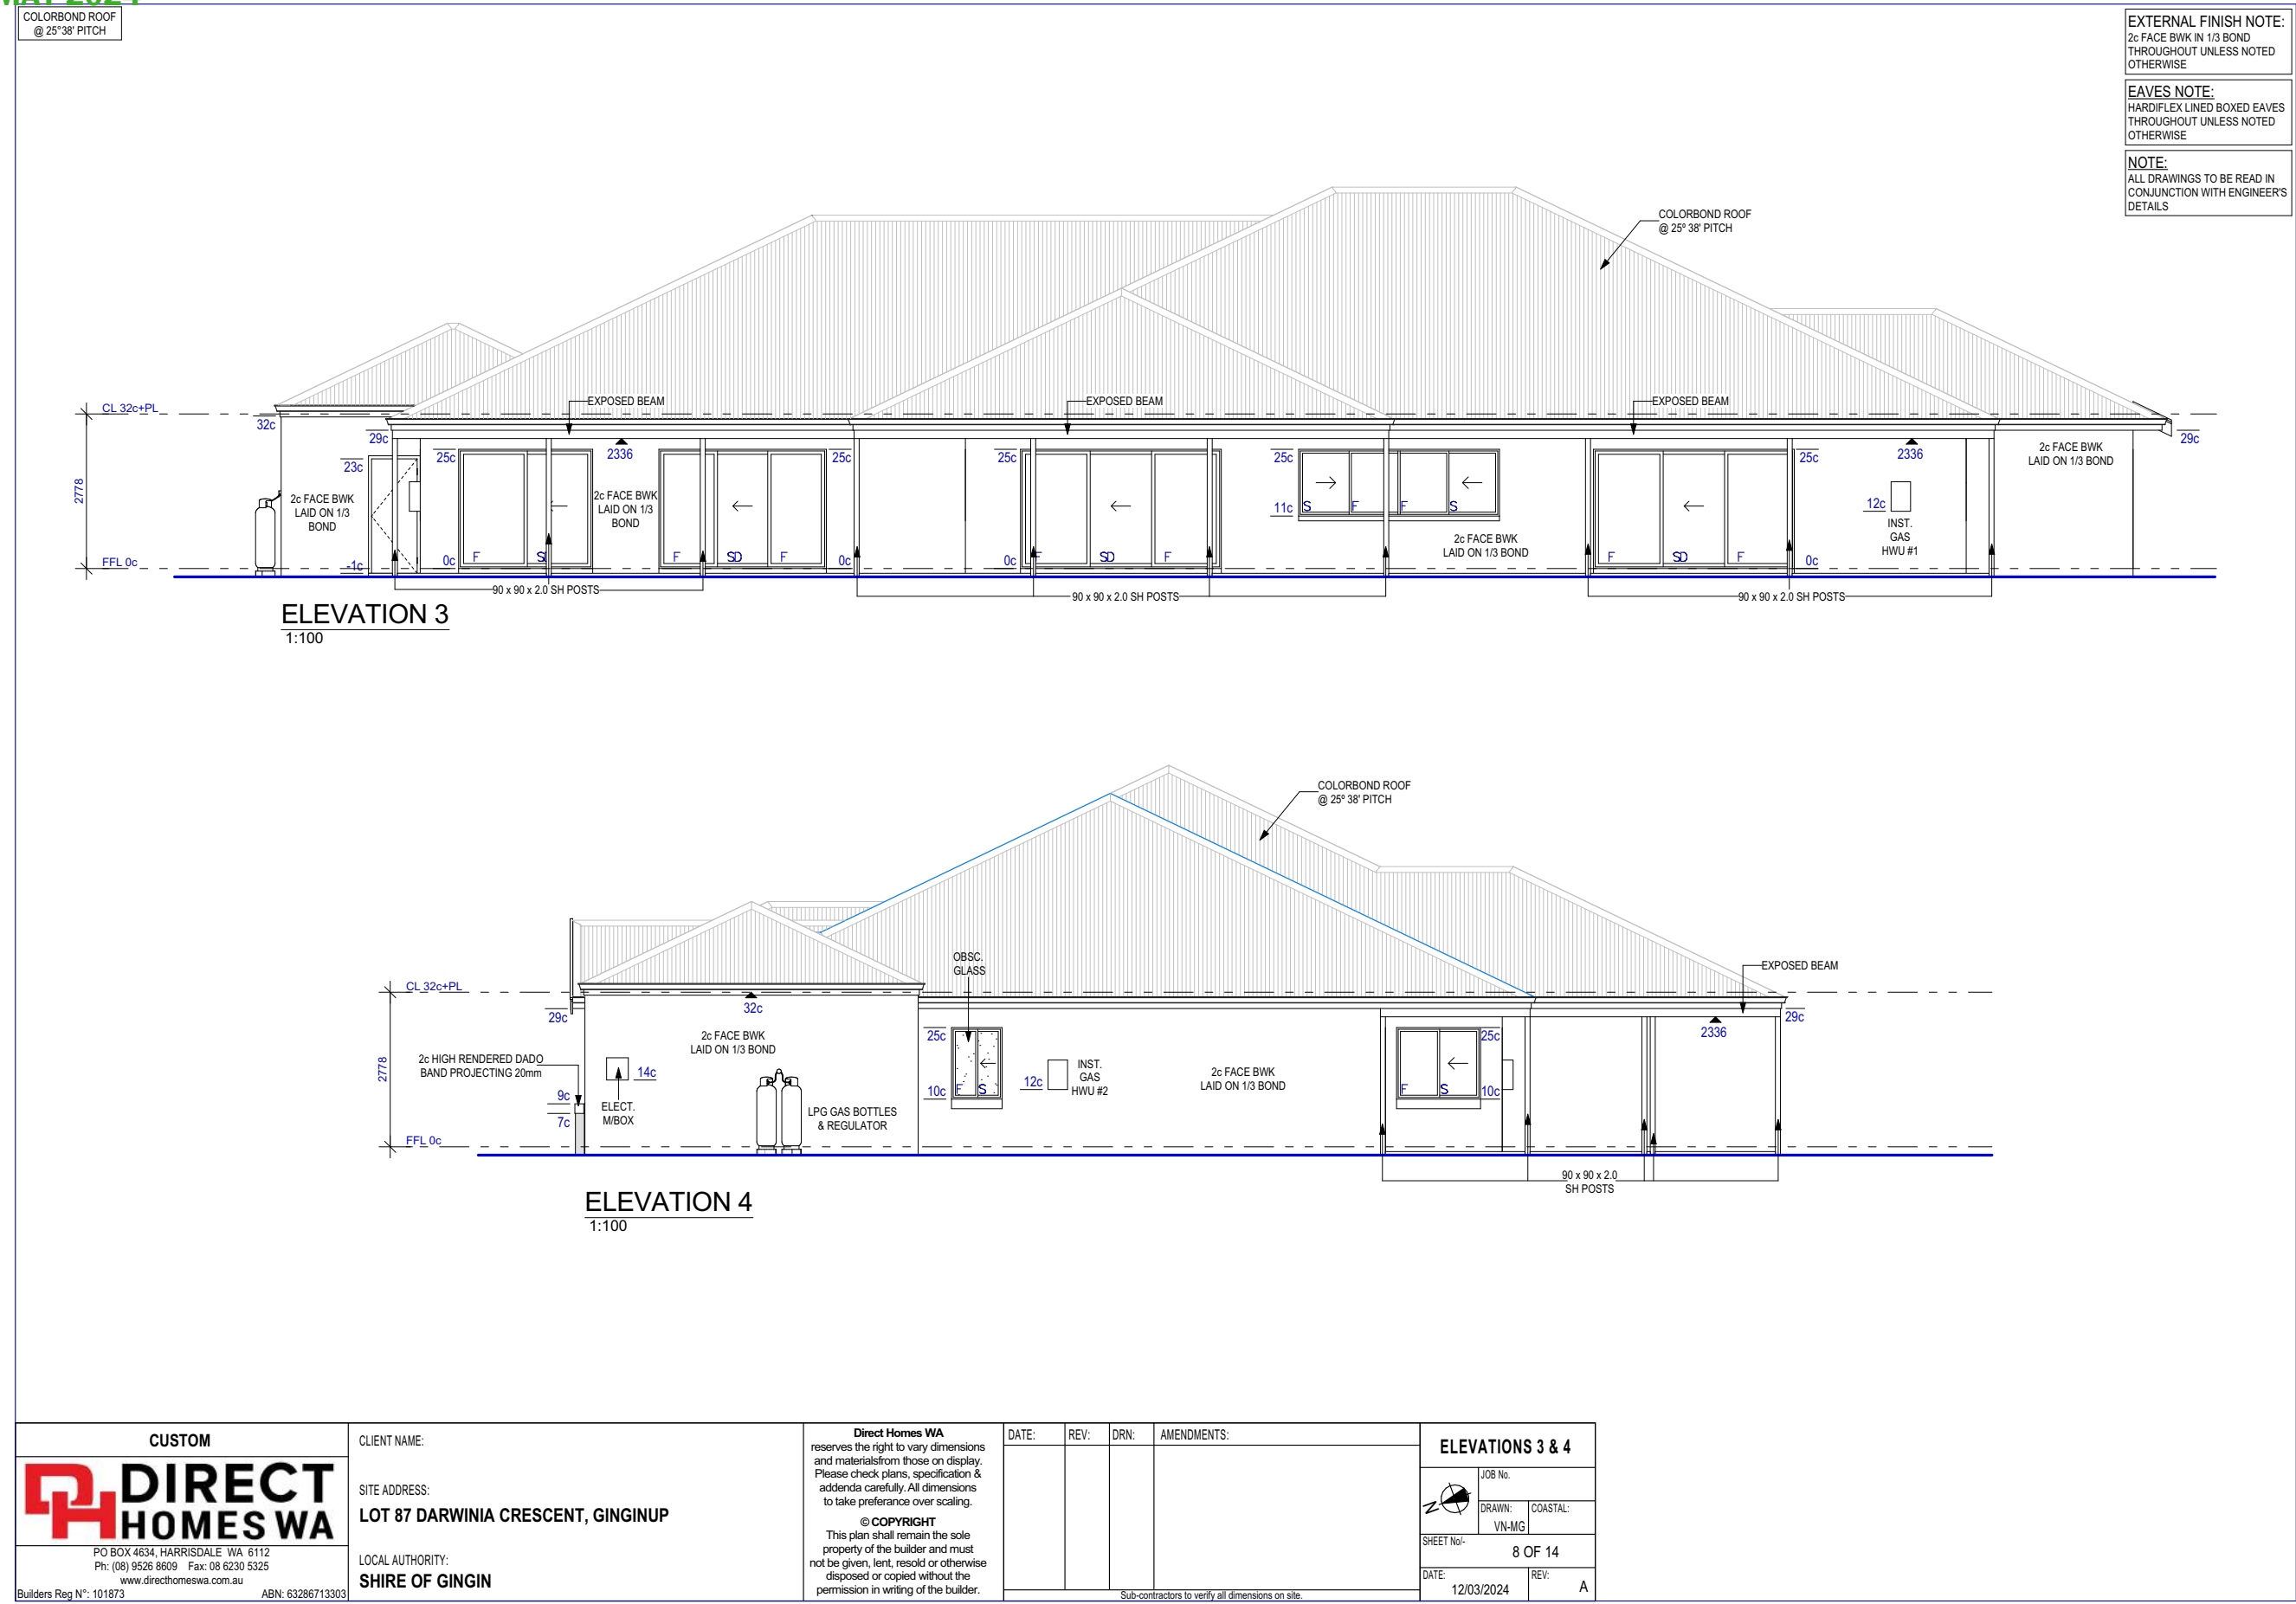 COLORBOND ROOF
@ 25°38' PITCH
EXTERNAL FINISH NOTE:
2c FACE BWK IN 1/3 BOND
THROUGHOUT UNLESS NOTED
OTHERWISE
EAVES NOTE:
HARDIFLEX LINED BOXED EAVES
THROUGHOUT UNLESS NOTED
OTHERWISE
NOTE:
ALL DRAWINGS TO BE READ IN
CONJUNCTION WITH ENGINEER'S
DETAILS
COLORBOND ROOF
@ 25º 38' PITCH
EXPOSED BEAM
EXPOSED BEAM
EXPOSED BEAM
CL 32c+PL
32c
29c
29c
2336
2336
23c
25c
25c
25c
25c
25c
2c FACE BWK
LAID ON 1/3 BOND
2778
2c FACE BWK
LAID ON 1/3
BOND
2c FACE BWK
LAID ON 1/3
BOND
11c
S F F S
12c
INST.
GAS
HWU #1
2c FACE BWK
LAID ON 1/3 BOND
FFL 0c
-1c
0c
F
F SD F
0c
0c
F SD F
F SD F
0c
90 x 90 x 2.0 SH POSTS
90 x 90 x 2.0 SH POSTS
90 x 90 x 2.0 SH POSTS
ELEVATION 3
1:100
COLORBOND ROOF
@ 25º 38' PITCH
OBSC.
GLASS
EXPOSED BEAM
CL 32c+PL
29c
32c
29c
2336
2c FACE BWK
LAID ON 1/3 BOND
25c
25c
2778
2c HIGH RENDERED DADO
BAND PROJECTING 20mm
14c
12c
INST.
GAS
HWU #2
2c FACE BWK
LAID ON 1/3 BOND
9c
7c
ELECT.
M/BOX
LPG GAS BOTTLES
& REGULATOR
10c
F S
F S
10c
FFL 0c
90 x 90 x 2.0
SH POSTS
ELEVATION 4
1:100
CUSTOM
DH DIRECT
HOMES WA
PO BOX 4634, HARRISDALE WA 6112
Ph: (08) 9526 8609 Fax: 08 6230 5325
www.directhomeswa.com.au
Builders Reg N°: 101873 ABN: 63286713303
CLIENT NAME:
SITE ADDRESS:
LOT 87 DARWINIA CRESCENT, GINGINUP
LOCAL AUTHORITY:
SHIRE OF GINGIN
Direct Homes WA
reserves the right to vary dimensions
and materialsfrom those on display.
Please check plans, specification &
addenda carefully. All dimensions
to take preferance over scaling.
© COPYRIGHT
This plan shall remain the sole
property of the builder and must
not be given, lent, resold or otherwise
disposed or copied without the
permission in writing of the builder.
DATE: REV: DRN: AMENDMENTS:
Sub-contractors to verify all dimensions on site.
ELEVATIONS 3 & 4
Z
JOB No.
DRAWN: COASTAL:
VN-MG
SHEET No/-
8 OF 14
DATE: REV:
12/03/2024 A